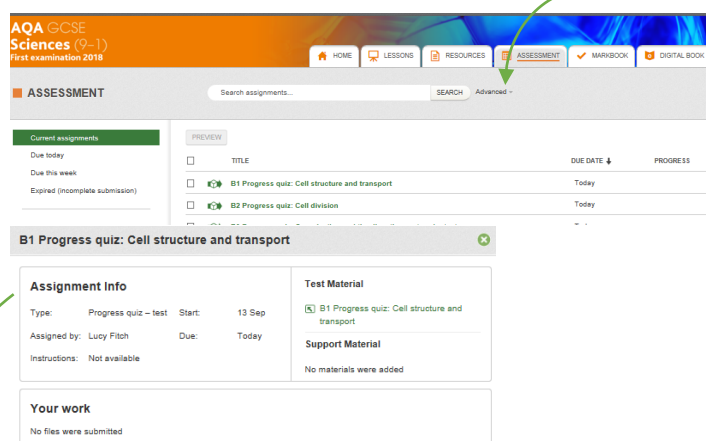 AQA GCSE
Sciences (9–1)
First examination 2018
HOME LESSONS RESOURCES ASSESSMENT MARKBOOK DIGITAL BOOK
ASSESSMENT Search assignments... SEARCH Advanced
Current assignments
Due today
Due this week
Expired (incomplete submission)
PREVIEW
TITLE DUE DATE PROGRESS
B1 Progress quiz: Cell structure and transport Today
B2 Progress quiz: Cell division Today
B1 Progress quiz: Cell structure and transport
Assignment Info
Type: Progress quiz – test Start: 13 Sep
Assigned by: Lucy Fitch Due: Today
Instructions: Not available
Test Material
B1 Progress quiz: Cell structure and
transport
Support Material
No materials were added
Your work
No files were submitted